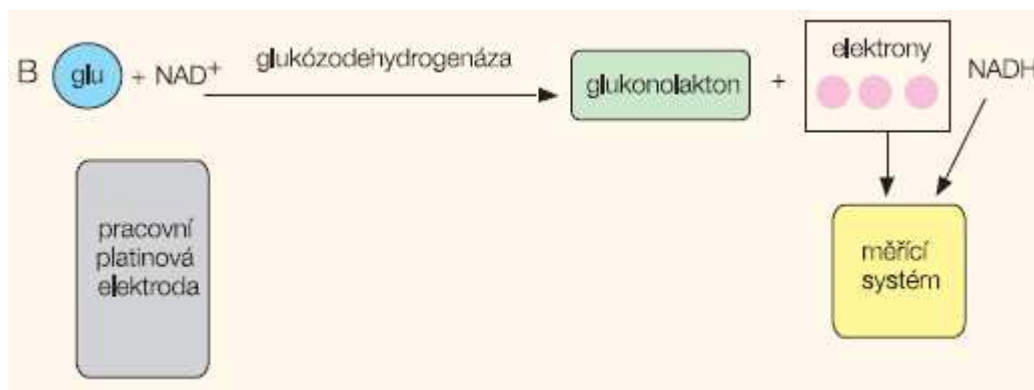 B glu + NAD+ glukózodehydrogenáza glukonolakton + elektrony NADH
pracovní
platinová
elektroda
měřící
systém